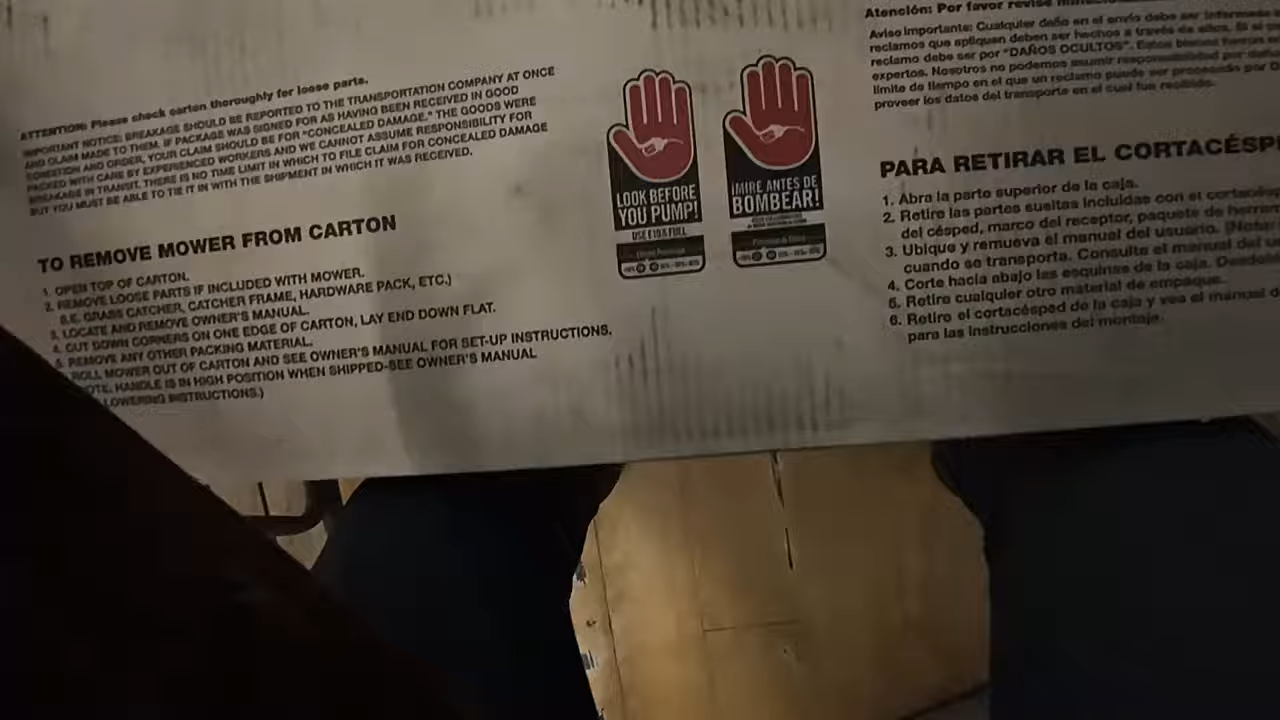 ATTENTION: Please check carton thoroughly for loose parts.
IMPORTANT NOTICE: BREAKAGE SHOULD BE REPORTED TO THE TRANSPORTATION COMPANY AT ONCE
AND CLAIM MADE TO THEM. IF PACKAGE WAS SIGNED FOR AS HAVING BEEN RECEIVED IN GOOD
CONDITION AND ORDER, YOUR CLAIM SHOULD BE FOR "CONCEALED DAMAGE." THE GOODS WERE
PACKED WITH CARE BY EXPERIENCED WORKERS AND WE CANNOT ASSUME RESPONSIBILITY FOR
BREAKAGE IN TRANSIT. THERE IS NO TIME LIMIT IN WHICH TO FILE CLAIM FOR CONCEALED DAMAGE
BUT YOU MUST BE ABLE TO TIE IT IN WITH THE SHIPMENT IN WHICH IT WAS RECEIVED.
TO REMOVE MOWER FROM CARTON
1. OPEN TOP OF CARTON.
2. REMOVE LOOSE PARTS IF INCLUDED WITH MOWER.
(I.E. GRASS CATCHER, CATCHER FRAME, HARDWARE PACK, ETC.)
3. LOCATE AND REMOVE OWNER'S MANUAL.
4. CUT DOWN CORNERS ON ONE EDGE OF CARTON, LAY END DOWN FLAT.
5. REMOVE ANY OTHER PACKING MATERIAL.
ROLL MOWER OUT OF CARTON AND SEE OWNER'S MANUAL FOR SET-UP INSTRUCTIONS.
HANDLE IS IN HIGH POSITION WHEN SHIPPED-SEE OWNER'S MANUAL
LOWERING INSTRUCTIONS.)
LOOK BEFORE
YOU PUMP!
¡MIRE ANTES DE
BOMBEAR!
Atención: Por favor revise
Aviso importante: Cualquier daño en el envío debe ser informado
reclamos que apliquen deben ser hechos a través de ellos. Si el
reclamo debe ser por "DAÑOS OCULTOS". Estos bienes fueron
expertos. Nosotros no podemos asumir responsabilidad por
límite de tiempo en el que un reclamo puede ser procesado por
proveer los datos del transporte en el cual fue recibido.
PARA RETIRAR EL CORTACÉSP
1. Abra la parte superior de la caja.
2. Retire las partes sueltas incluidas con el cortacésp
del césped, marco del receptor, paquete de herram
3. Ubique y remueva el manual del usuario. (Nota:
cuando se transporta. Consulte el manual del us
4. Corte hacia abajo las esquinas de la caja.
5. Retire cualquier otro material de empaque.
6. Retire el cortacésped de la caja y vea el manual d
para las instrucciones del montaje.